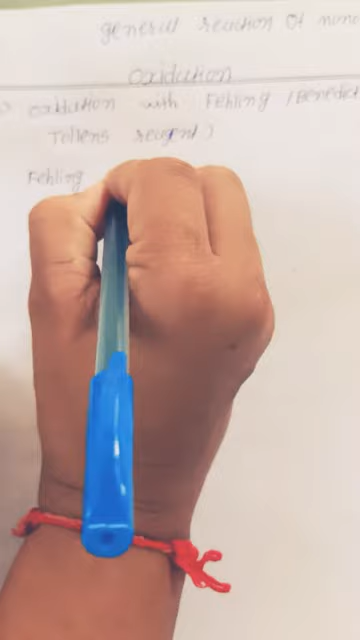 general reaction of mono
Oxidation
oxidation with Fehling / Benedict
Tollens reagent)
Fehling